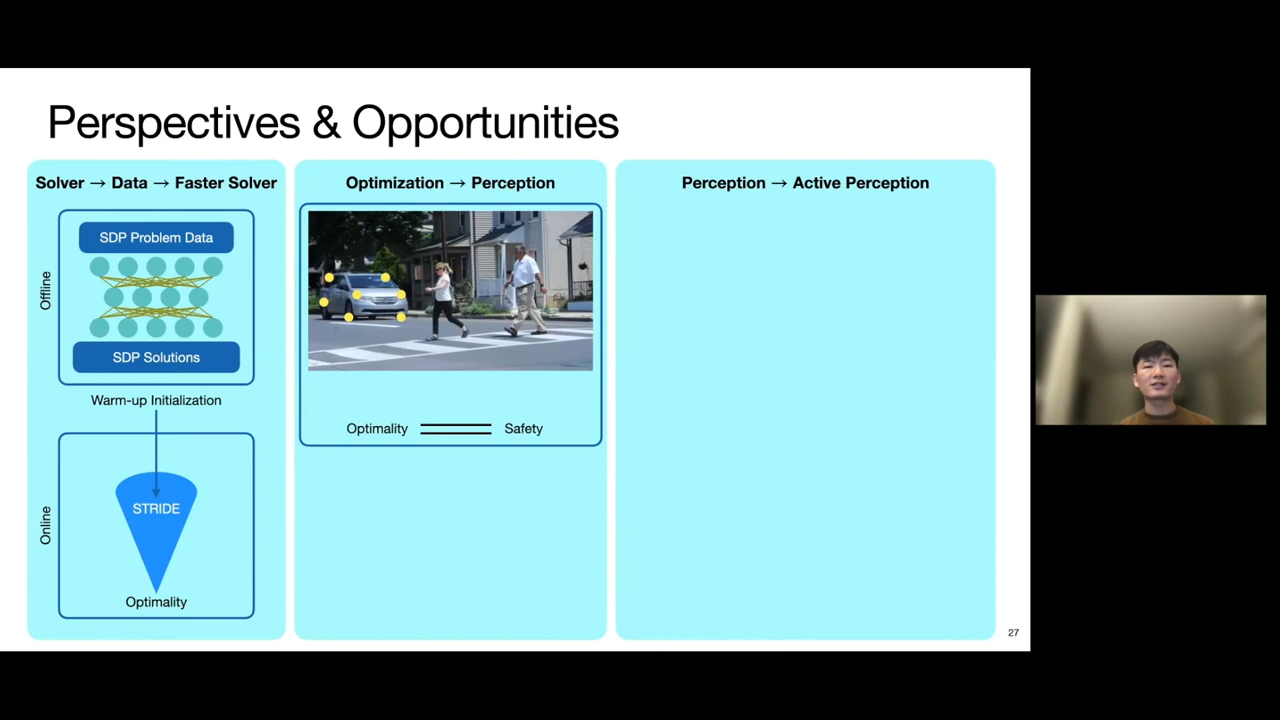 Perspectives & Opportunities
Solver → Data → Faster Solver
Offline
SDP Problem Data
SDP Solutions
Warm-up Initialization
Online
STRIDE
Optimality
Optimization → Perception
Optimality
Safety
Perception → Active Perception
27